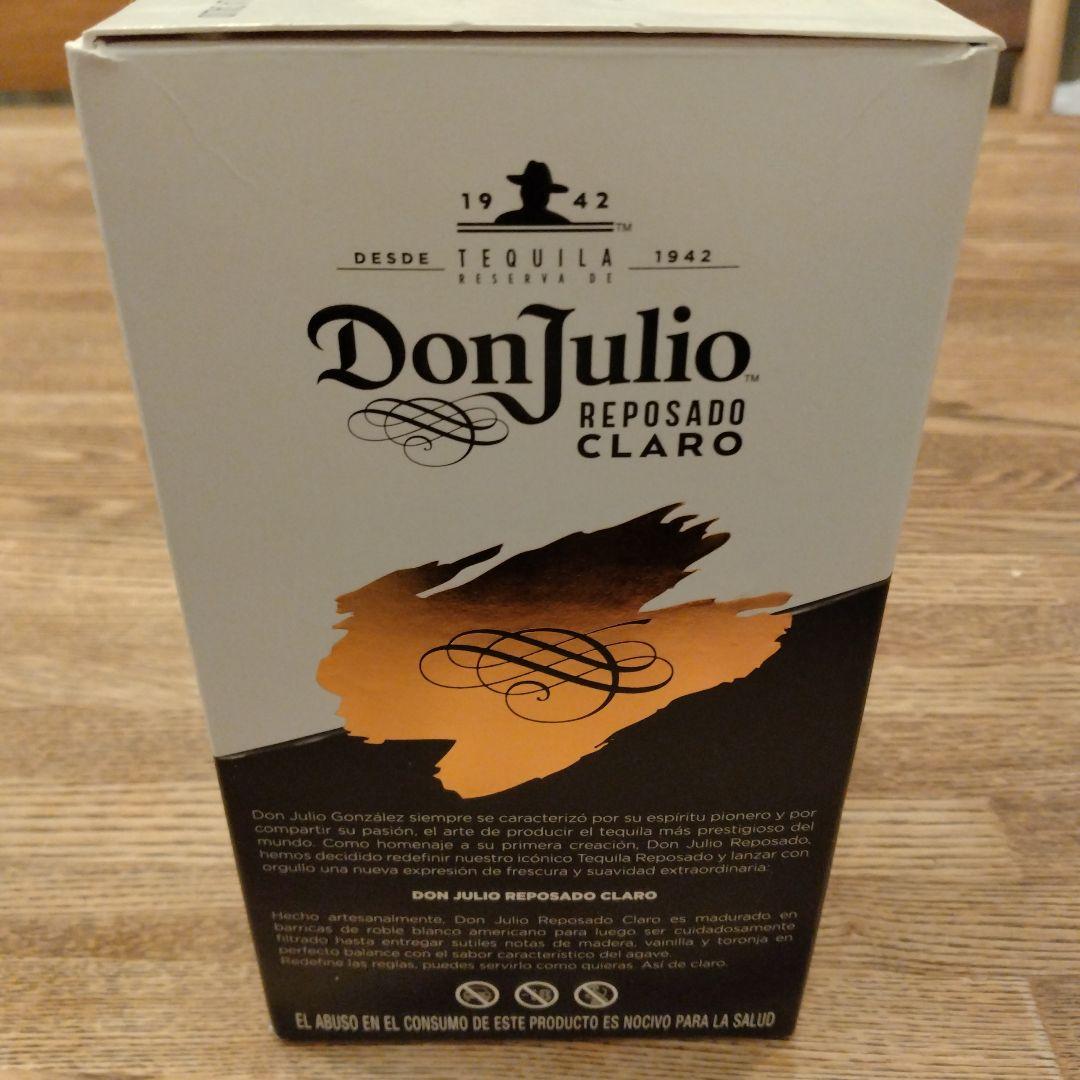 19 42
TM
DESDE TEQUILA 1942
RESERVA DE
Don Julio
TM
REPOSADO
CLARO
Don Julio González siempre se caracterizó por su espíritu pionero y por
compartir su pasión, el arte de producir el tequila más prestigioso del
mundo. Como homenaje a su primera creación, Don Julio Reposado,
hemos decidido redefinir nuestro icónico Tequila Reposado y lanzar con
orgullo una nueva expresión de frescura y suavidad extraordinaria:
DON JULIO REPOSADO CLARO
Hecho artesanalmente, Don Julio Reposado Claro es madurado en
barricas de roble blanco americano para luego ser cuidadosamente
filtrado hasta entregar sutiles notas de madera, vainilla y toronja en
perfecto balance con el sabor característico del agave.
Redefine las reglas, puedes servirlo como quieras. Así de claro.
EL ABUSO EN EL CONSUMO DE ESTE PRODUCTO ES NOCIVO PARA LA SALUD